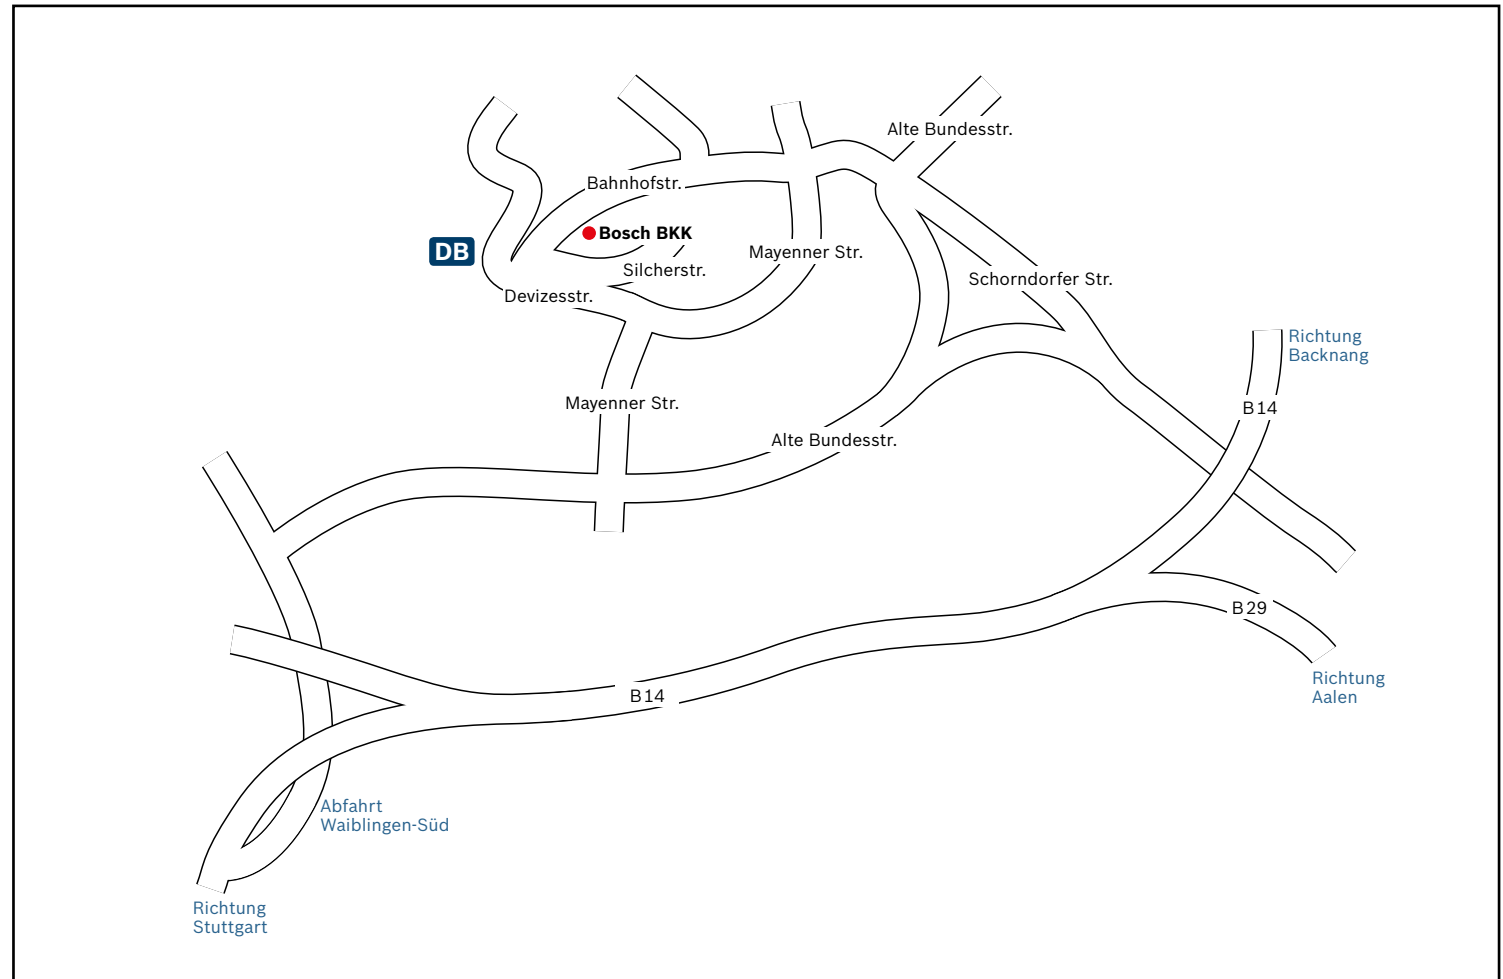 Alte Bundesstr.
Bahnhofstr.
Bosch BKK
DB
Mayenner Str.
Silcherstr.
Schorndorfer Str.
Devizesstr.
Richtung
Backnang
Mayenner Str.
B14
Alte Bundesstr.
B29
Richtung
Aalen
B14
Abfahrt
Waiblingen-Süd
Richtung
Stuttgart